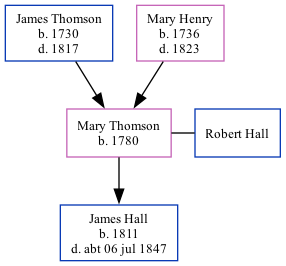 James Thomson
b. 1730
d. 1817
Mary Henry
b. 1736
d. 1823
Mary Thomson
b. 1780
Robert Hall
James Hall
b. 1811
d. abt 06 jul 1847